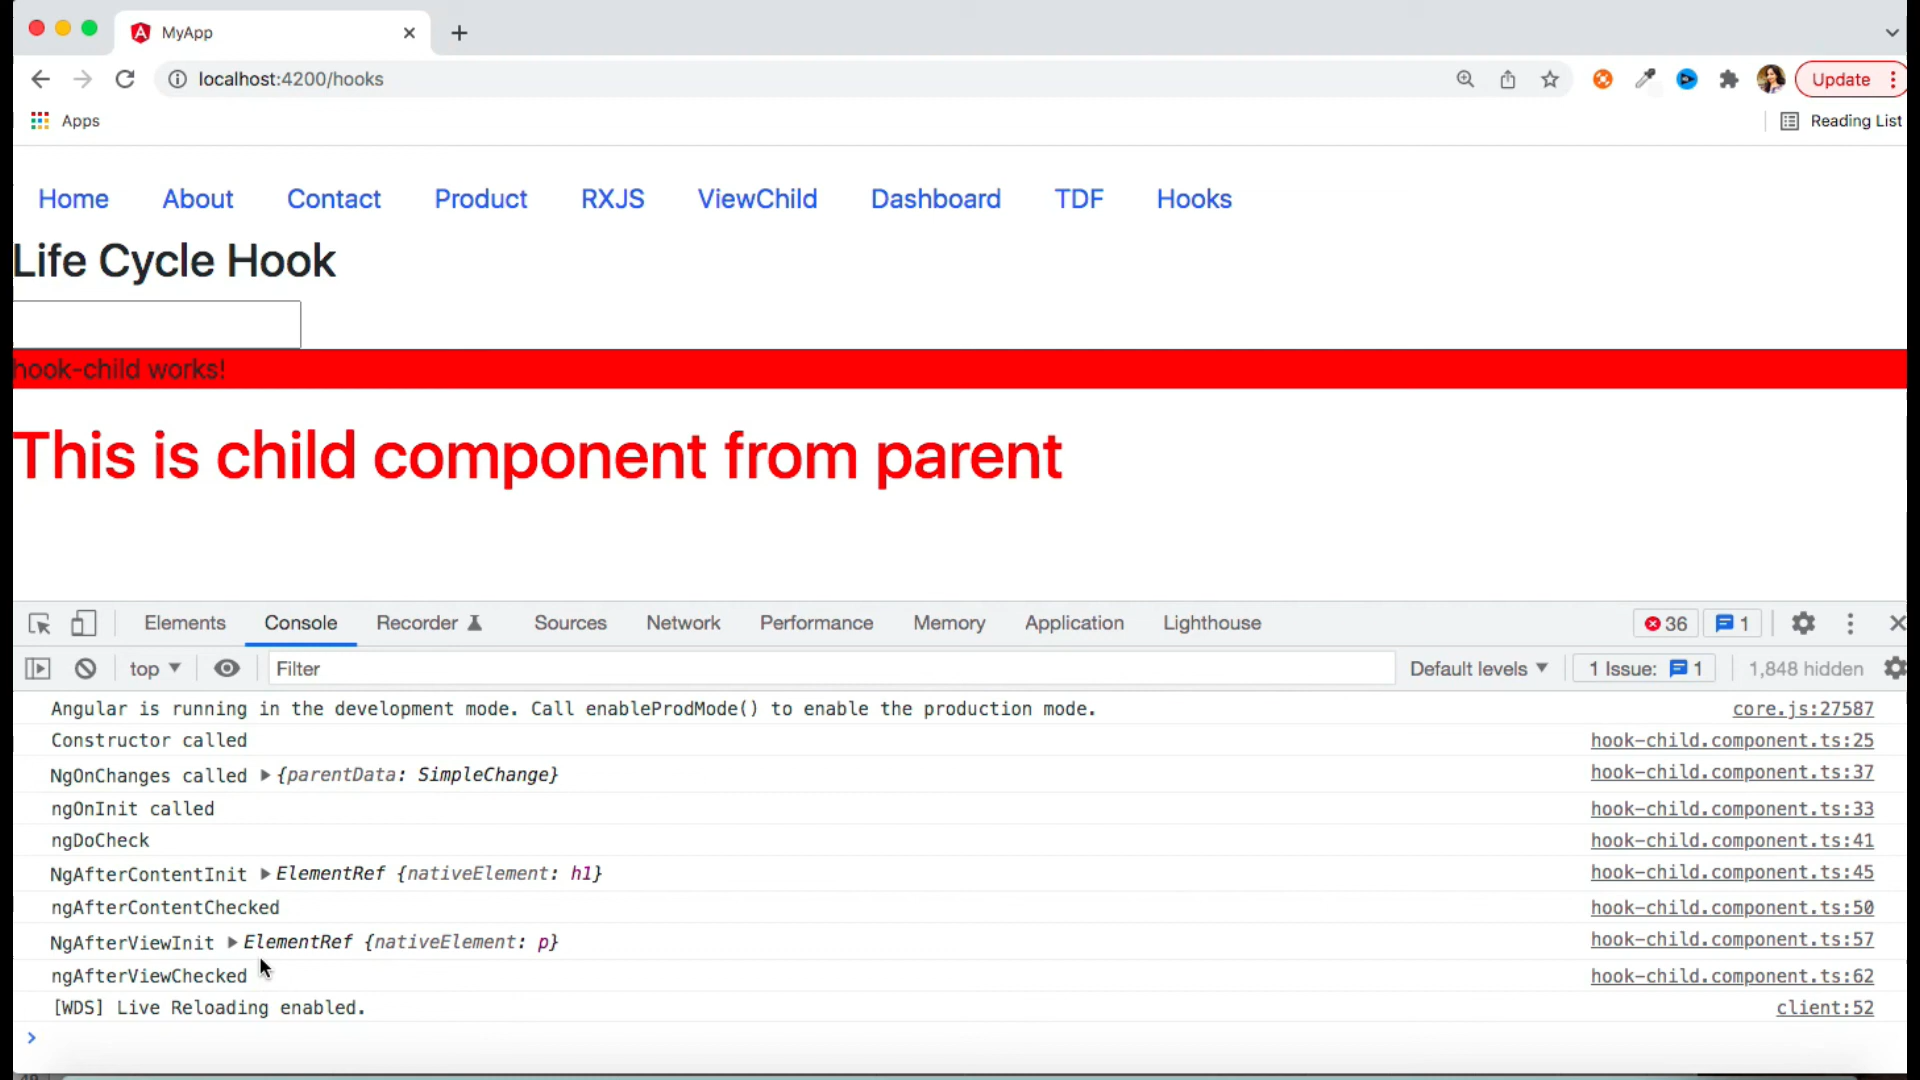 MyApp
localhost:4200/hooks
Update
Apps
Reading List
Home About Contact Product RXJS ViewChild Dashboard TDF Hooks
Life Cycle Hook
hook-child works!
This is child component from parent
Elements Console Recorder Sources Network Performance Memory Application Lighthouse 36 1
top Filter Default levels 1 Issue: 1 1,848 hidden
Angular is running in the development mode. Call enableProdMode() to enable the production mode. core.js:27587
Constructor called hook-child.component.ts:25
NgOnChanges called {parentData: SimpleChange} hook-child.component.ts:37
ngOnInit called hook-child.component.ts:33
ngDoCheck hook-child.component.ts:41
NgAfterContentInit ElementRef {nativeElement: h1} hook-child.component.ts:45
ngAfterContentChecked hook-child.component.ts:50
NgAfterViewInit ElementRef {nativeElement: p} hook-child.component.ts:57
ngAfterViewChecked hook-child.component.ts:62
[WDS] Live Reloading enabled. client:52